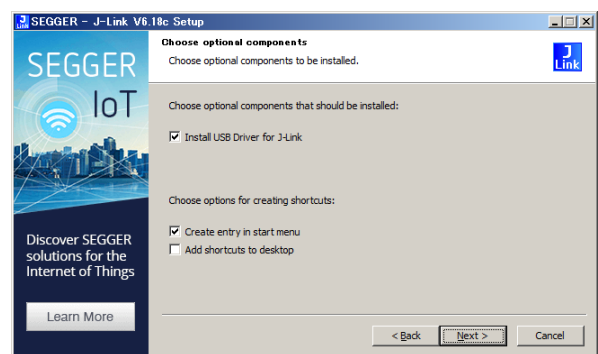 J
Link
SEGGER - J-Link V6.18c Setup
SEGGER
IoT
Discover SEGGER
solutions for the
Internet of Things
Learn More
Choose optional components
Choose optional components to be installed.
J
Link
Choose optional components that should be installed:
Install USB Driver for J-Link
Choose options for creating shortcuts:
Create entry in start menu
Add shortcuts to desktop
< Back
Next >
Cancel